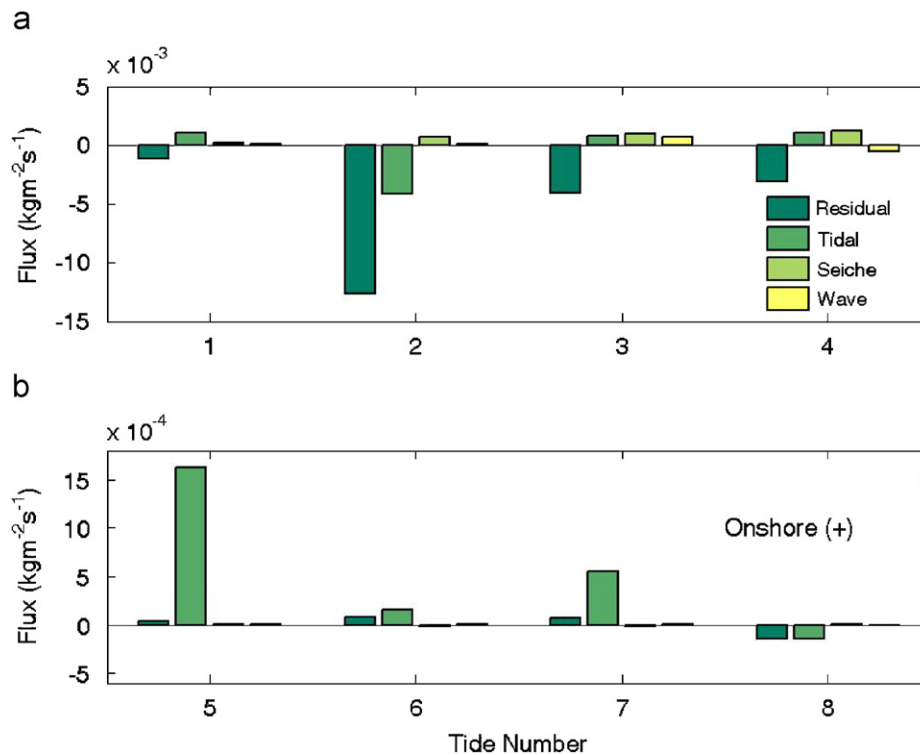 a
x 10⁻³
5
0
-5
-10
-15
Flux (kgm⁻²s⁻¹)
Residual
Tidal
Seiche
Wave
1 2 3 4
b
x 10⁻⁴
15
10
5
0
-5
Flux (kgm⁻²s⁻¹)
Onshore (+)
5 6 7 8
Tide Number